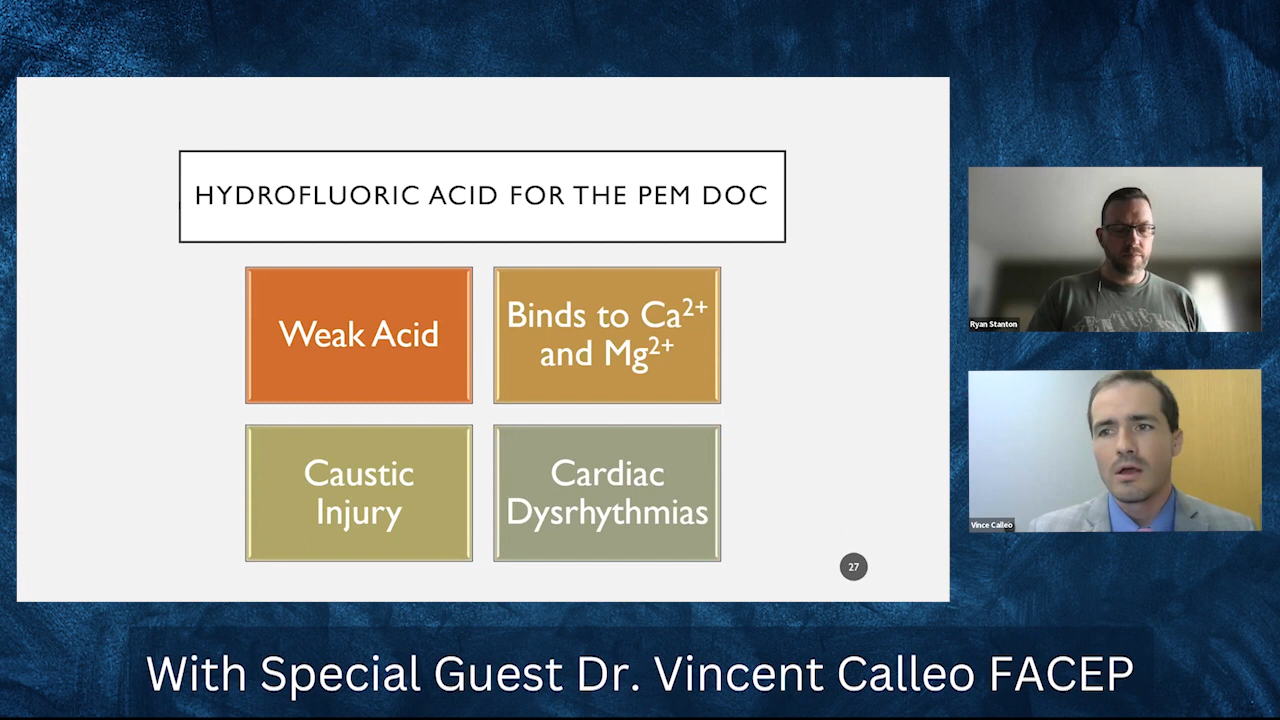 HYDROFLUORIC ACID FOR THE PEM DOC
Weak Acid
Binds to Ca²⁺
and Mg²⁺
Caustic
Injury
Cardiac
Dysrhythmias
27
Ryan Stanton
Vince Calleo
With Special Guest Dr. Vincent Calleo FACEP